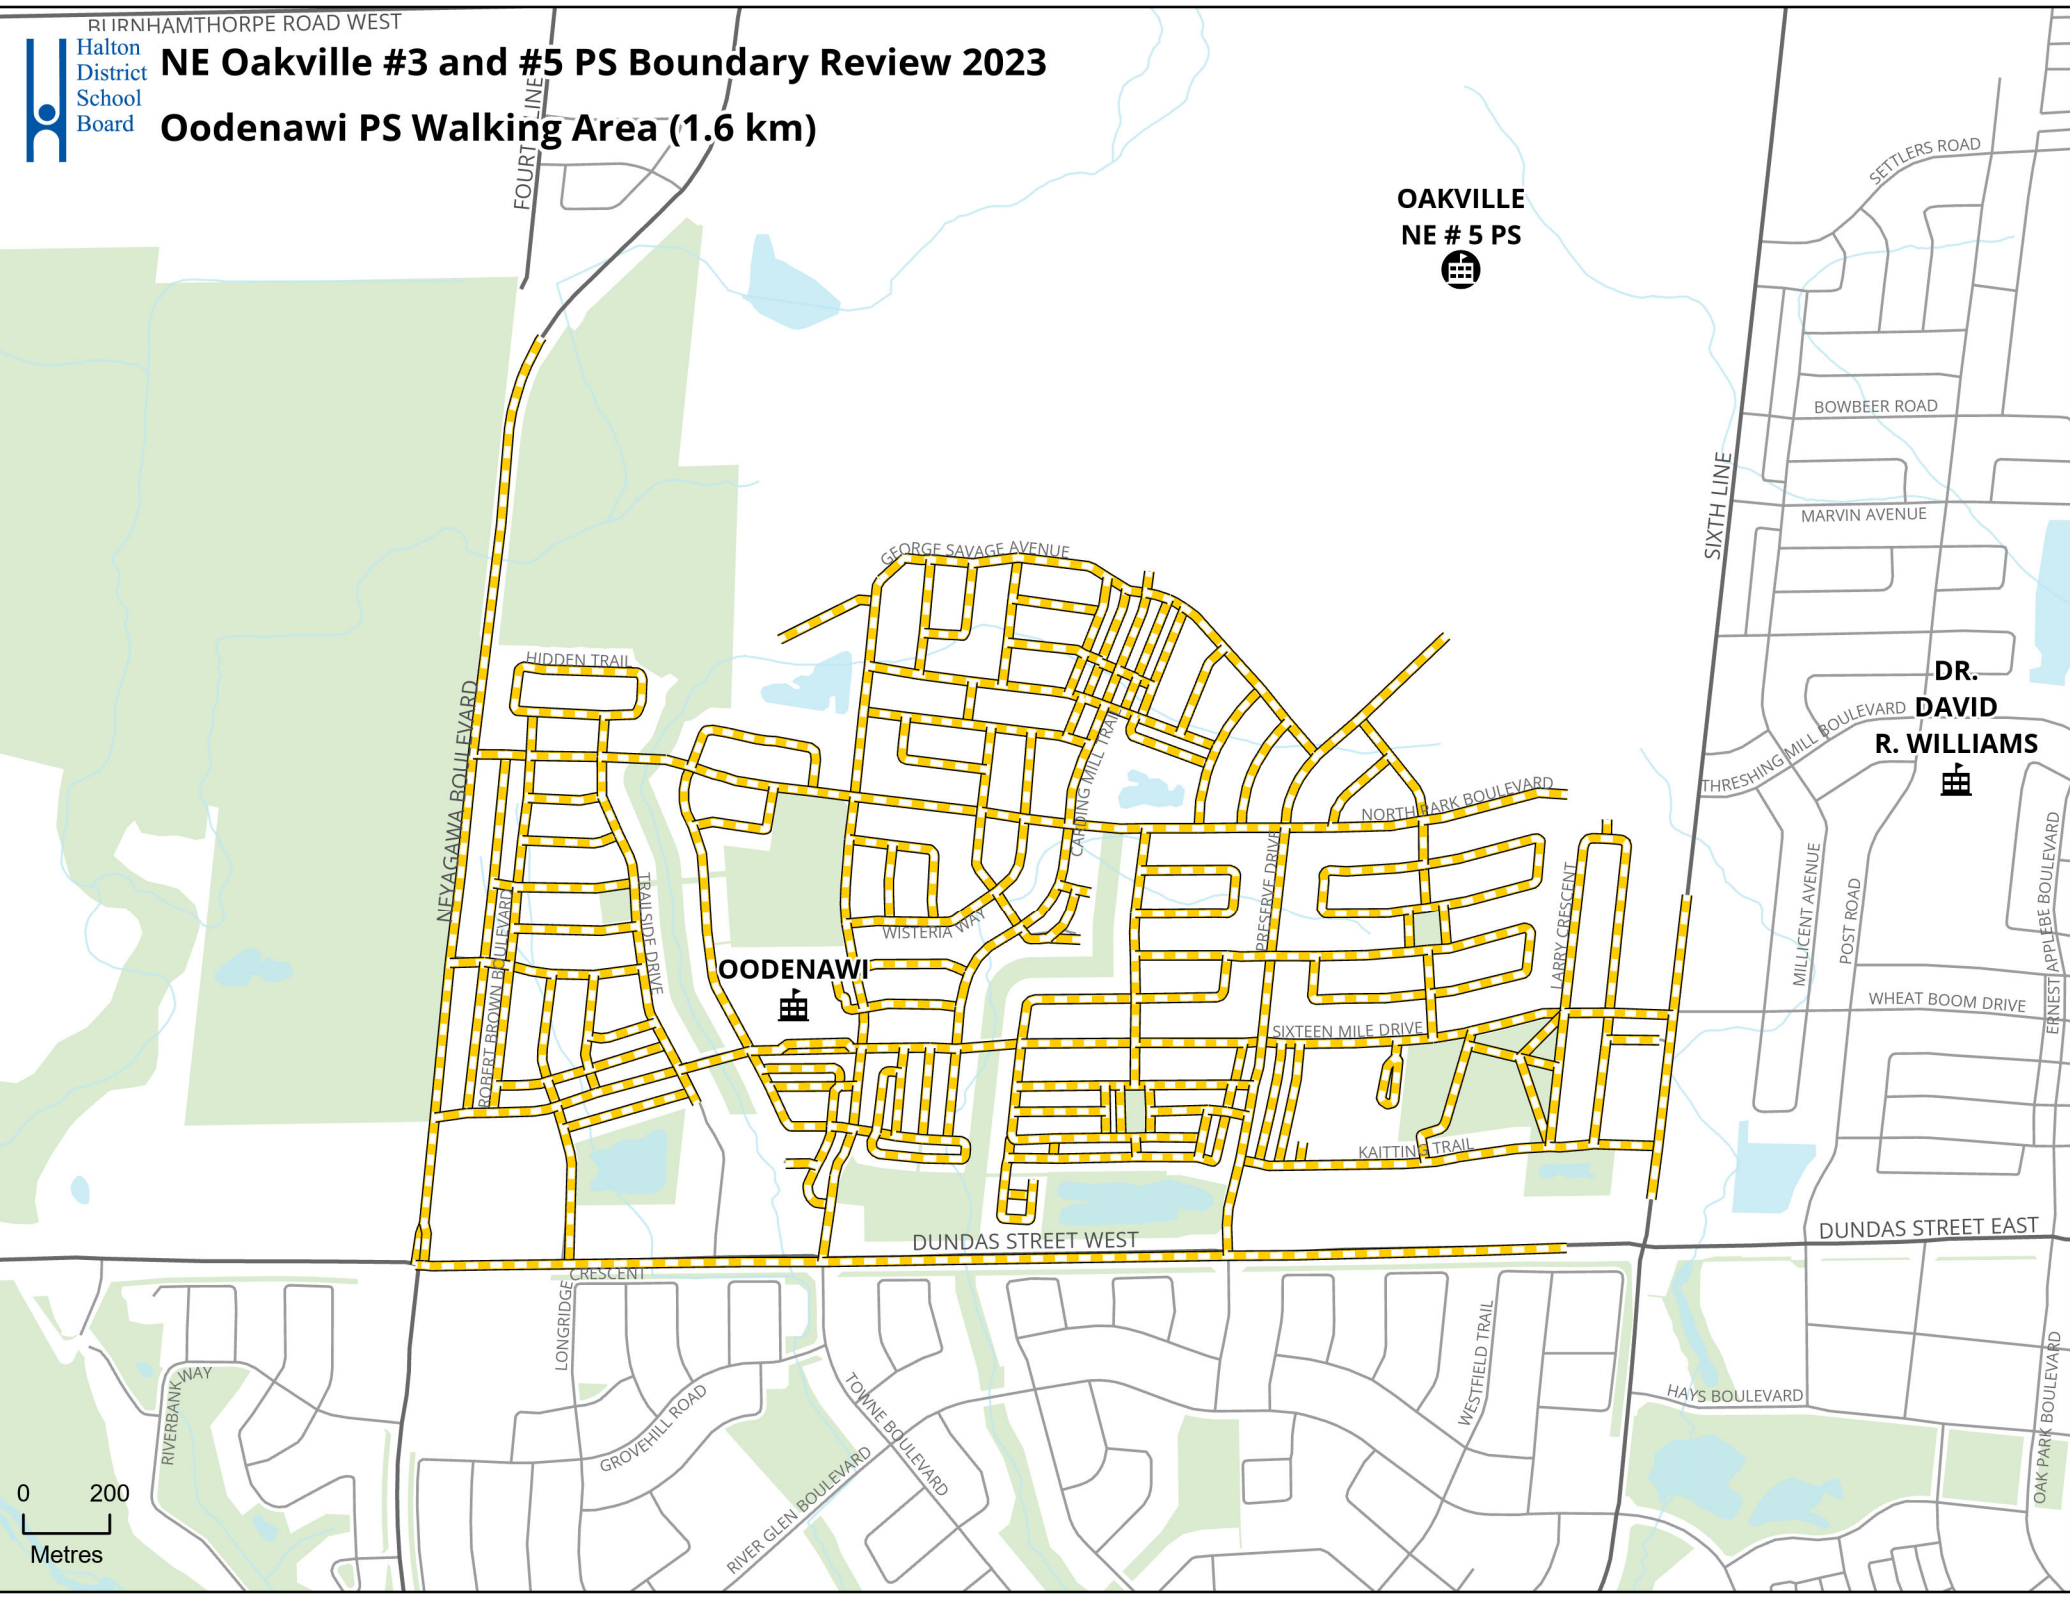 BURNHAMTHORPE ROAD WEST
Halton
District
School
Board
NE Oakville #3 and #5 PS Boundary Review 2023
Oodenawi PS Walking Area (1.6 km)
FOURTH LINE
SETTLERS ROAD
OAKVILLE
NE # 5 PS
BOWBEER ROAD
SIXTH LINE
MARVIN AVENUE
GEORGE SAVAGE AVENUE
HIDDEN TRAIL
DR.
DAVID
R. WILLIAMS
THRESHING MILL BOULEVARD
NEYAGAWA BOULEVARD
CARDING MILL TRAIL
NORTH PARK BOULEVARD
PRESERVE DRIVE
LARRY CRESCENT
MILLICENT AVENUE
POST ROAD
ERNEST APPLEBE BOULEVARD
TRAILSIDE DRIVE
ROBERT BROWN BOULEVARD
WISTERIA WAY
OODENAWI
WHEAT BOOM DRIVE
SIXTEEN MILE DRIVE
KAITTING TRAIL
DUNDAS STREET WEST
DUNDAS STREET EAST
CRESCENT
LONGRIDGE
RIVERBANK WAY
GROVEHILL ROAD
TOWNE BOULEVARD
RIVER GLEN BOULEVARD
WESTFIELD TRAIL
HAYS BOULEVARD
OAK PARK BOULEVARD
0 200
Metres